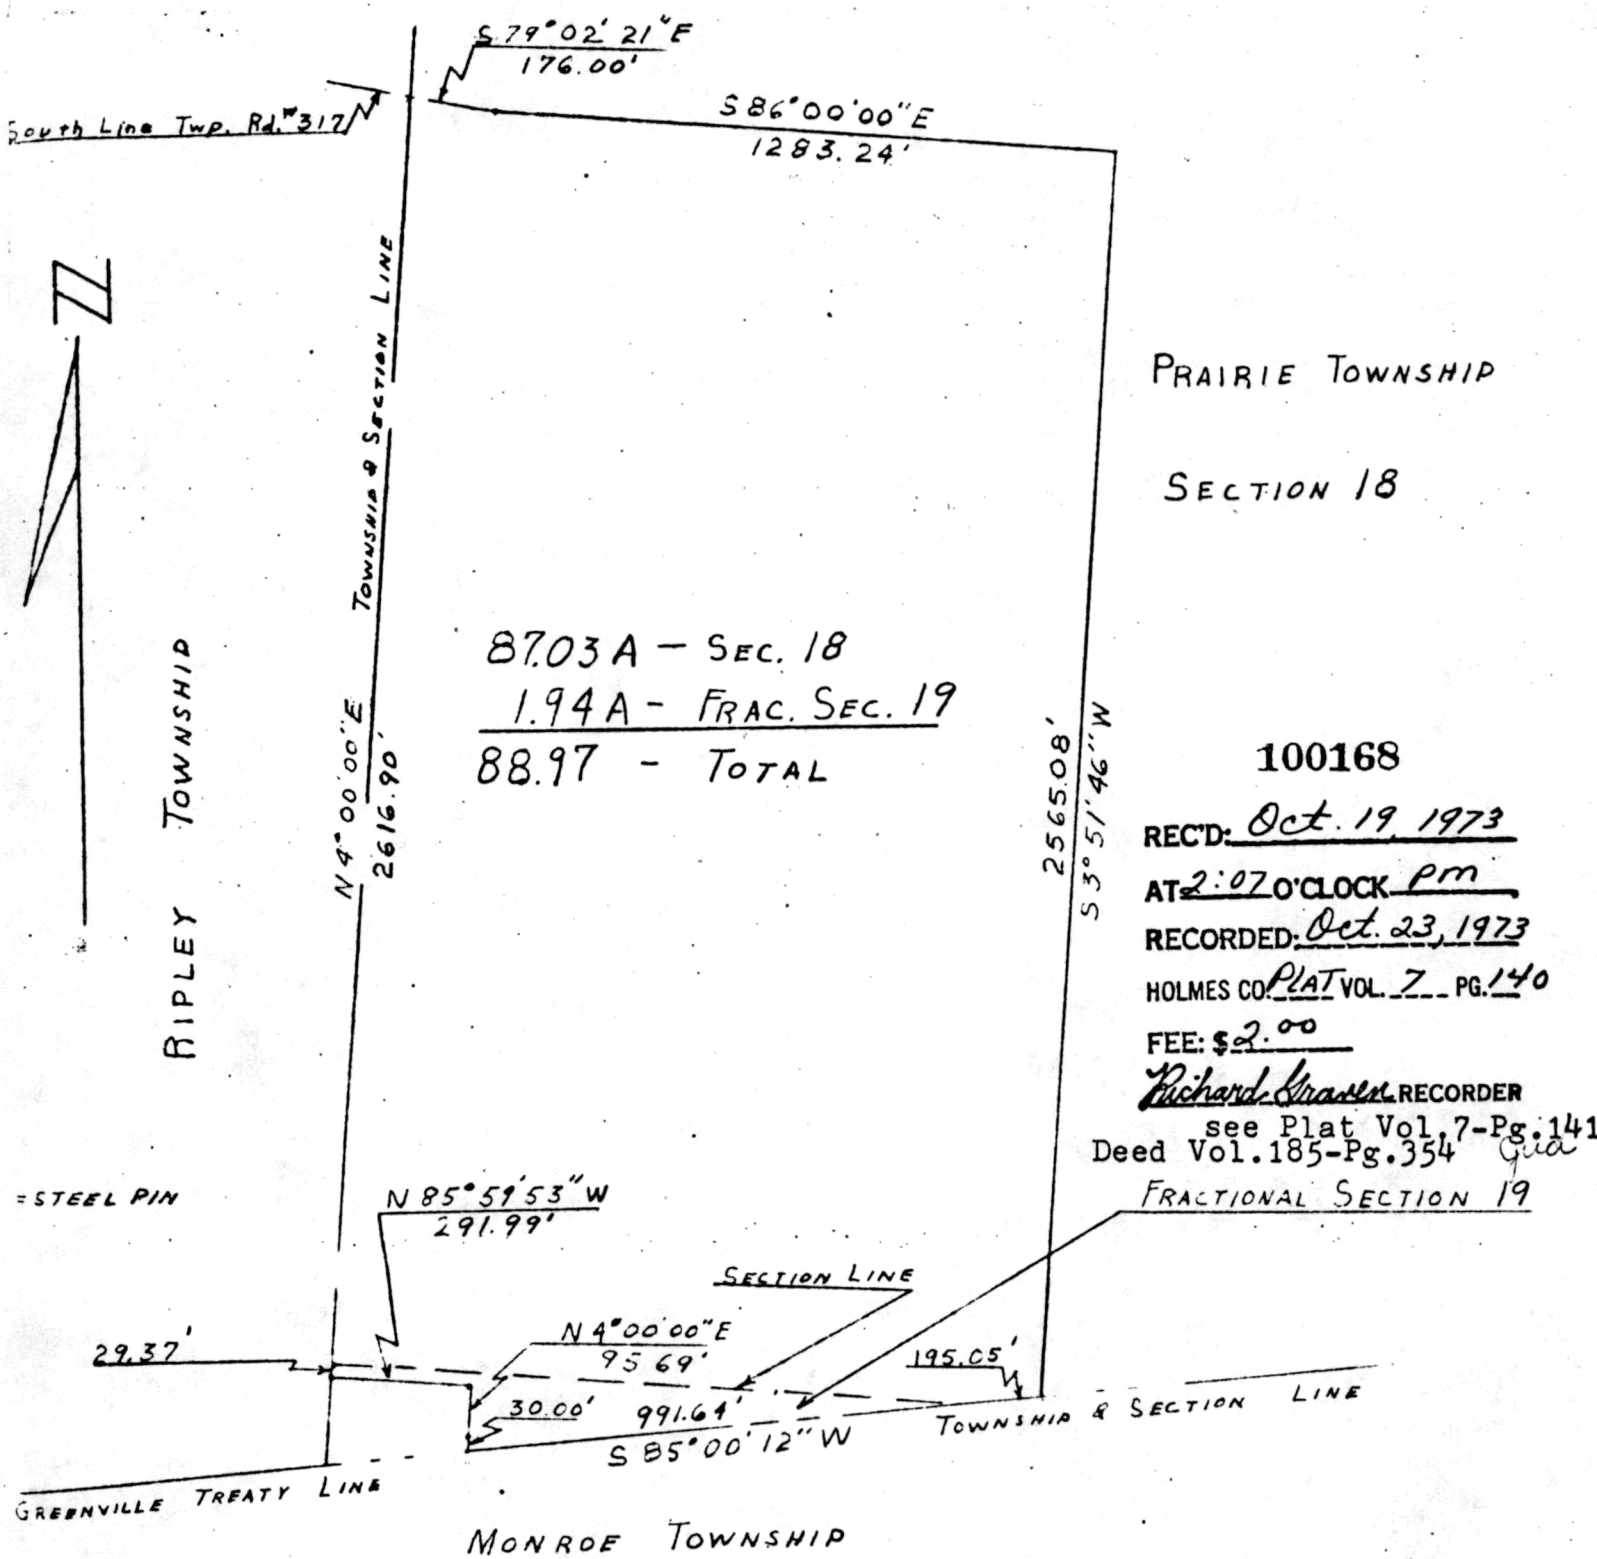 S 79° 02' 21" E
176.00'
South Line Twp. Rd. #317
S 86° 00' 00" E
1283.24'
N
TOWNSHIP & SECTION LINE
PRAIRIE TOWNSHIP
SECTION 18
87.03 A - SEC. 18
1.94 A - FRAC. SEC. 19
88.97 - TOTAL
RIPLEY TOWNSHIP
N 4° 00' 00" E
2616.90'
2565.08'
S 3° 51' 46" W
100168
REC'D: Oct. 19, 1973
AT 2:07 O'CLOCK PM
RECORDED: Oct. 23, 1973
HOLMES CO. PLAT VOL. 7 PG. 140
FEE: $2.00
Richard Graven RECORDER
see Plat Vol.7-Pg.141
Deed Vol.185-Pg.354
FRACTIONAL SECTION 19
= STEEL PIN
N 85° 59' 53" W
291.99'
SECTION LINE
29.37'
N 4° 00' 00" E
95.69'
195.05'
30.00'
991.64'
S 85° 00' 12" W
TOWNSHIP & SECTION LINE
GREENVILLE TREATY LINE
MONROE TOWNSHIP